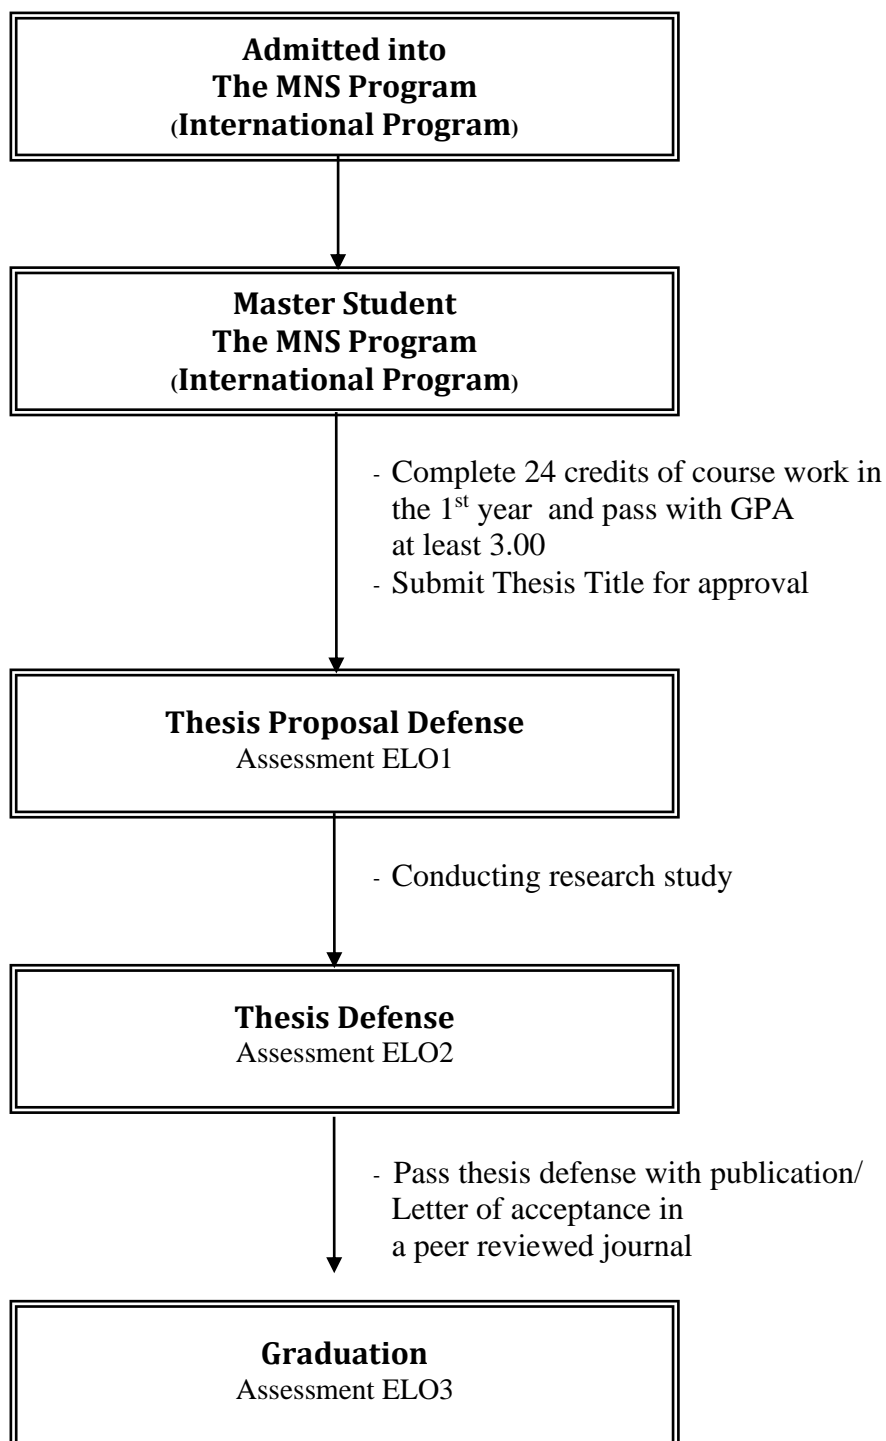 Admitted into
The MNS Program
(International Program)
Master Student
The MNS Program
(International Program)
- Complete 24 credits of course work in
the 1st year and pass with GPA
at least 3.00
- Submit Thesis Title for approval
Thesis Proposal Defense
Assessment ELO1
- Conducting research study
Thesis Defense
Assessment ELO2
- Pass thesis defense with publication/
Letter of acceptance in
a peer reviewed journal
Graduation
Assessment ELO3